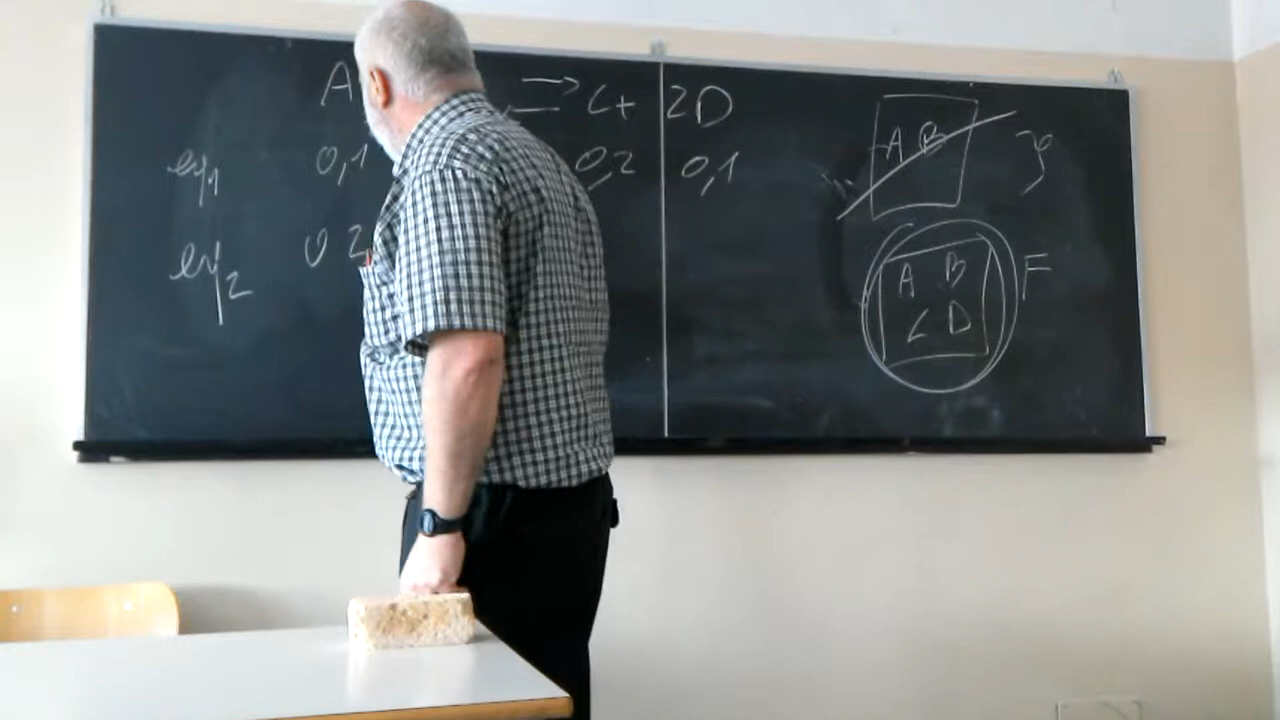 A ⇌ C + 2D
eq1 0,1 0,2 0,1
eq2 0 2
A B
A B F
C D